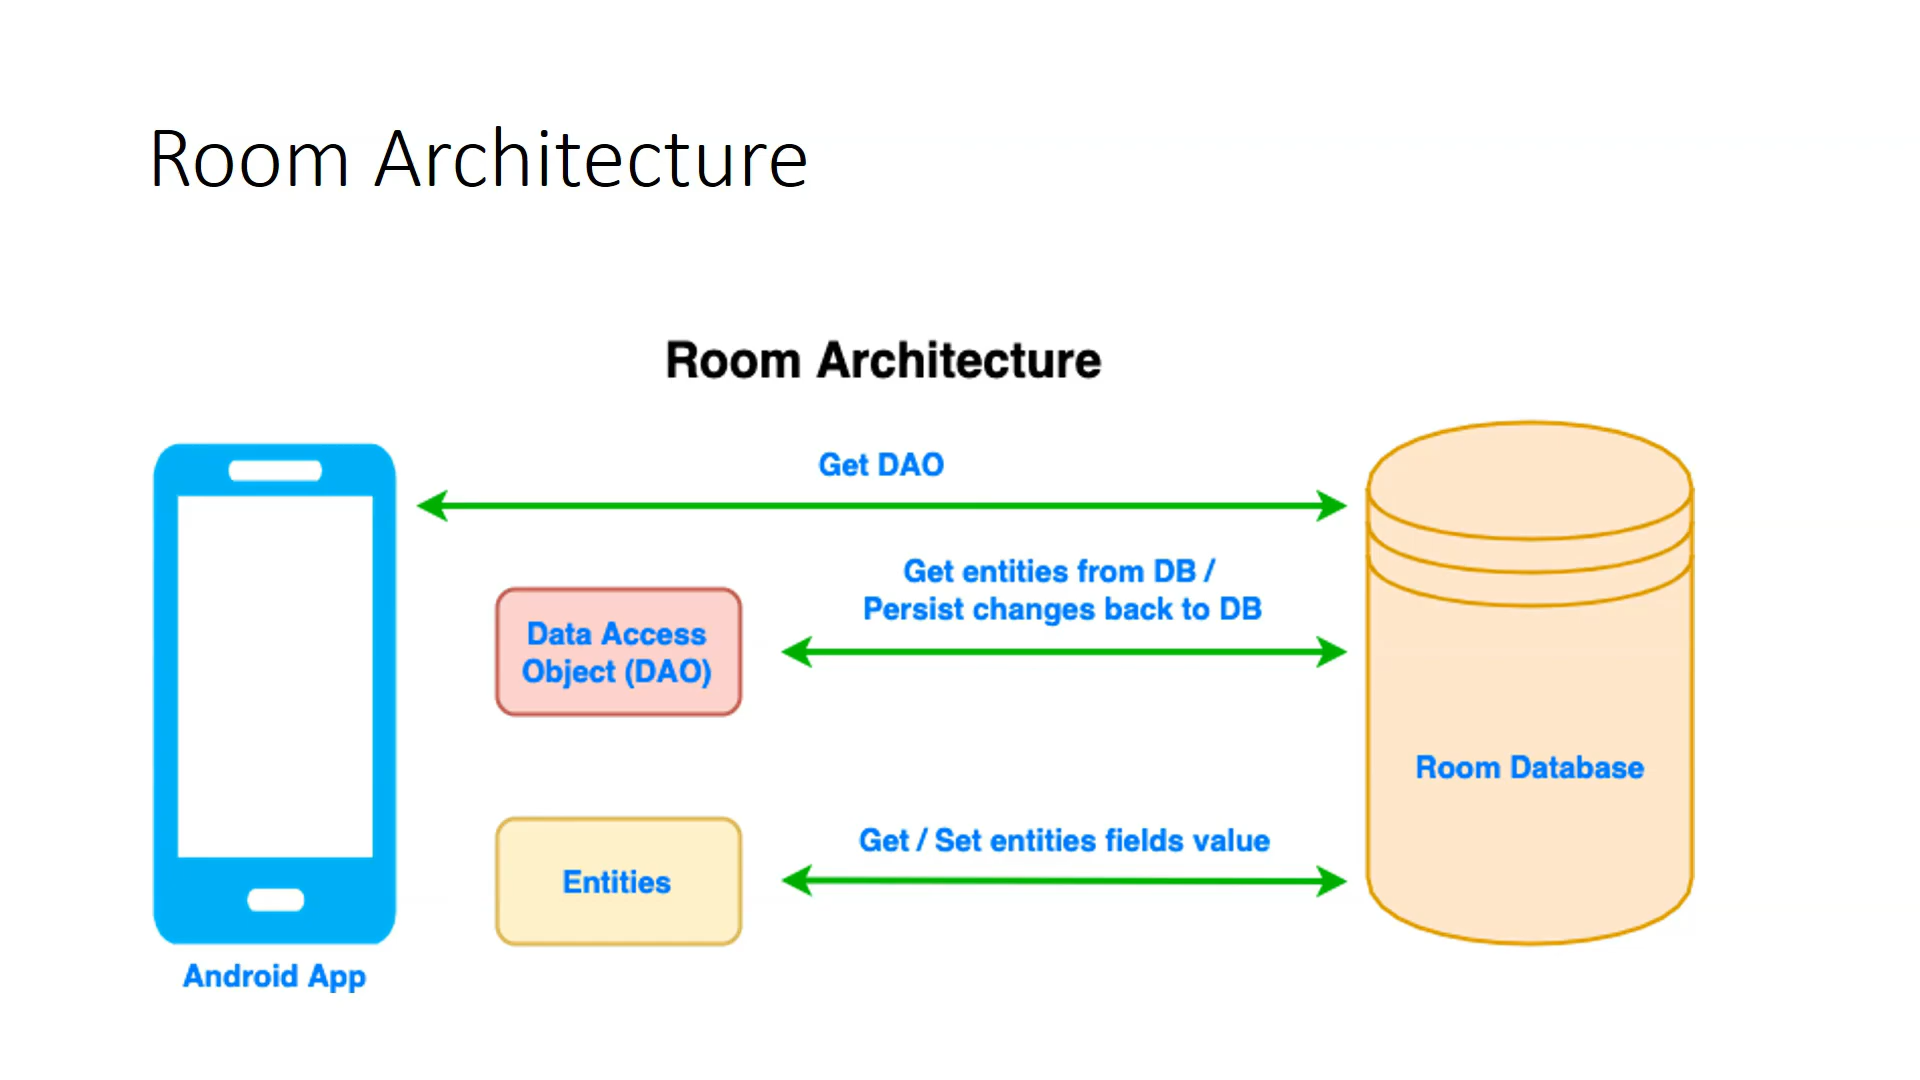 Room Architecture
Room Architecture
Get DAO
Get entities from DB /
Persist changes back to DB
Data Access
Object (DAO)
Room Database
Get / Set entities fields value
Entities
Android App